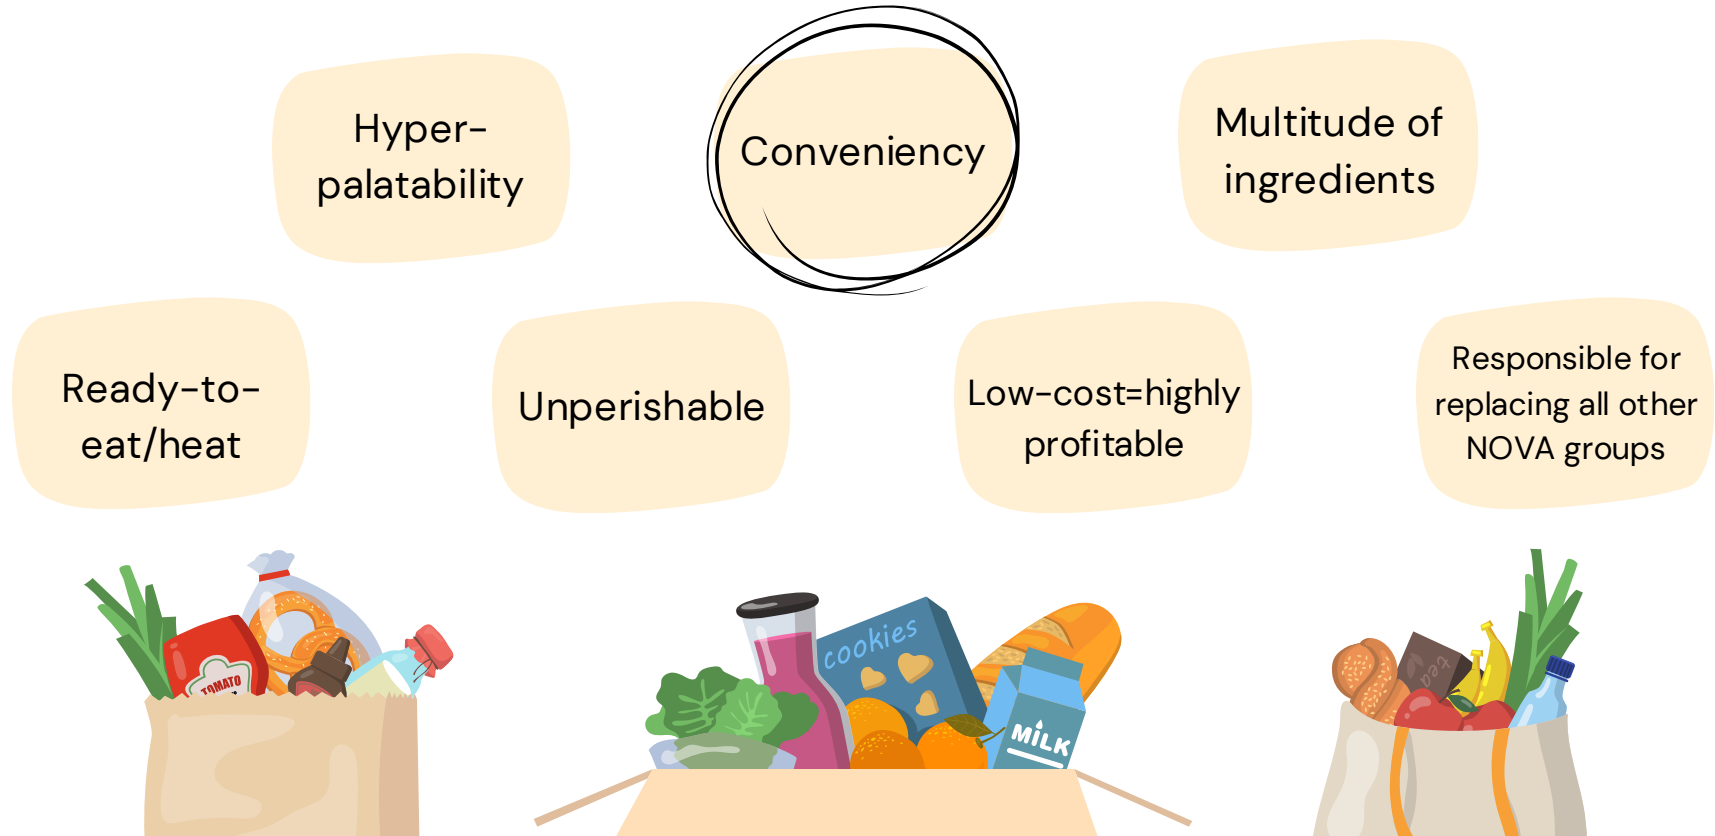 Hyper-
palatability
Conveniency
Multitude of
ingredients
Ready-to-
eat/heat
Unperishable
Low-cost=highly
profitable
Responsible for
replacing all other
NOVA groups
TOMATO
cookies
MiLK
tea